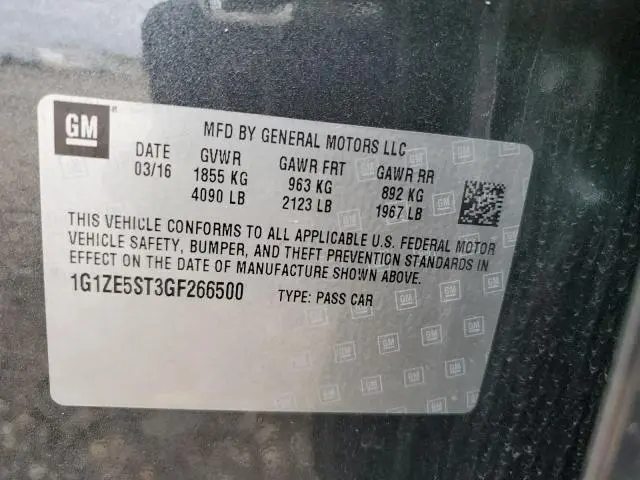 GM ®
MFD BY GENERAL MOTORS LLC
DATE GVWR GAWR FRT GAWR RR
03/16 1855 KG 963 KG 892 KG
4090 LB 2123 LB 1967 LB
THIS VEHICLE CONFORMS TO ALL APPLICABLE U.S. FEDERAL MOTOR
VEHICLE SAFETY, BUMPER, AND THEFT PREVENTION STANDARDS IN
EFFECT ON THE DATE OF MANUFACTURE SHOWN ABOVE.
1G1ZE5ST3GF266500 TYPE: PASS CAR